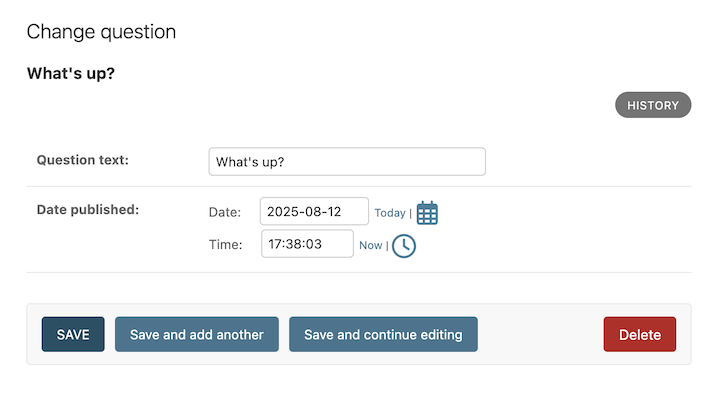 Change question
What's up?
HISTORY
Question text: What's up?
Date published: Date: 2025-08-12 Today |
Time: 17:38:03 Now |
SAVE Save and add another Save and continue editing Delete